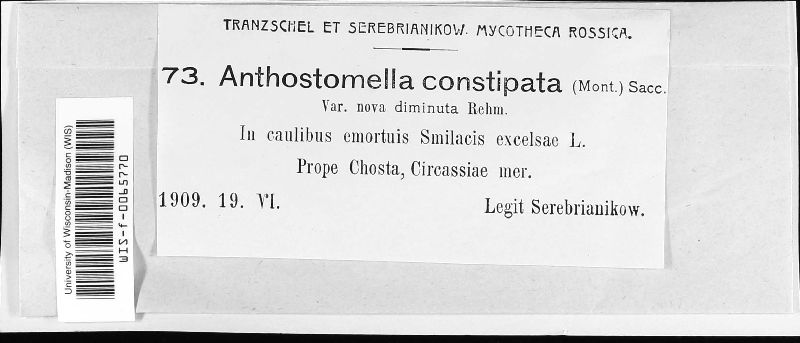 TRANZSCHEL ET SEREBRIANIKOW. MYCOTHECA ROSSICA.
73. Anthostomella constipata (Mont.) Sacc.
Var. nova diminuta Rehm.
In caulibus emortuis Smilacis excelsae L.
Prope Chosta, Circassiae mer.
1909. 19. VI. Legit Serebrianikow.
University of Wisconsin-Madison (WIS)
WIS-f-0065770